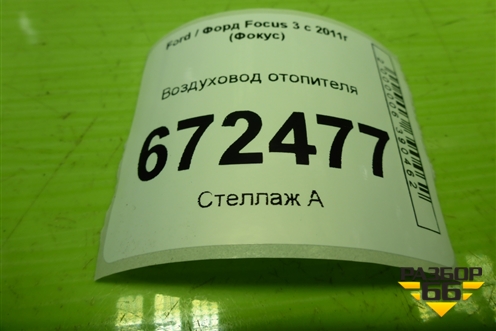 Ford / Форд Focus 3 с 2011г
(Фокус)
Воздуховод отопителя
672477
Стеллаж А
РАЗБОР
66